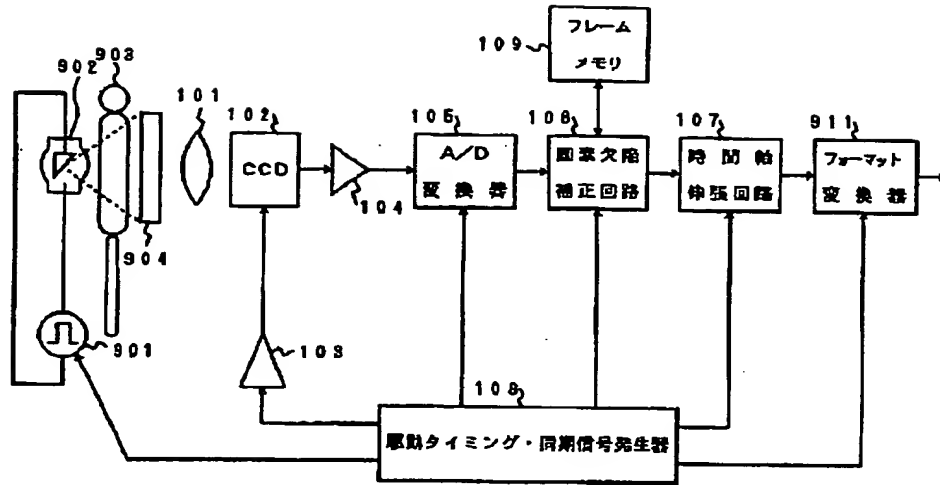 109
フレーム
メモリ
903
902
101
102
CCD
104
105
A/D
変換器
106
画素欠陥
補正回路
107
時間軸
伸張回路
911
フォーマット
変換器
904
901
103
108
駆動タイミング・同期信号発生器